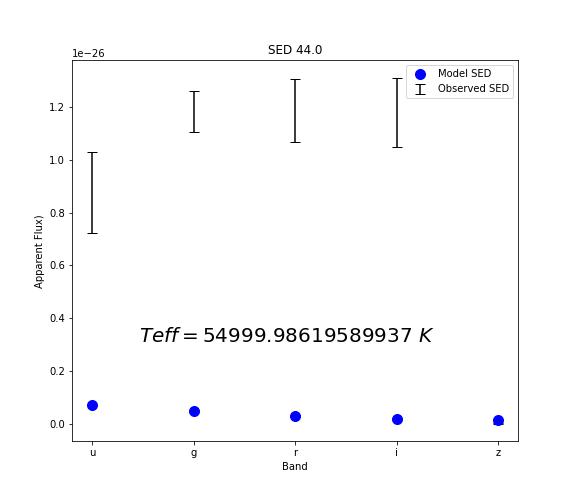 SED 44.0
1e−26
Model SED
Observed SED
1.2
1.0
0.8
0.6
0.4
0.2
0.0
Apparent Flux)
Teff = 54999.98619589937 K
u g r i z
Band